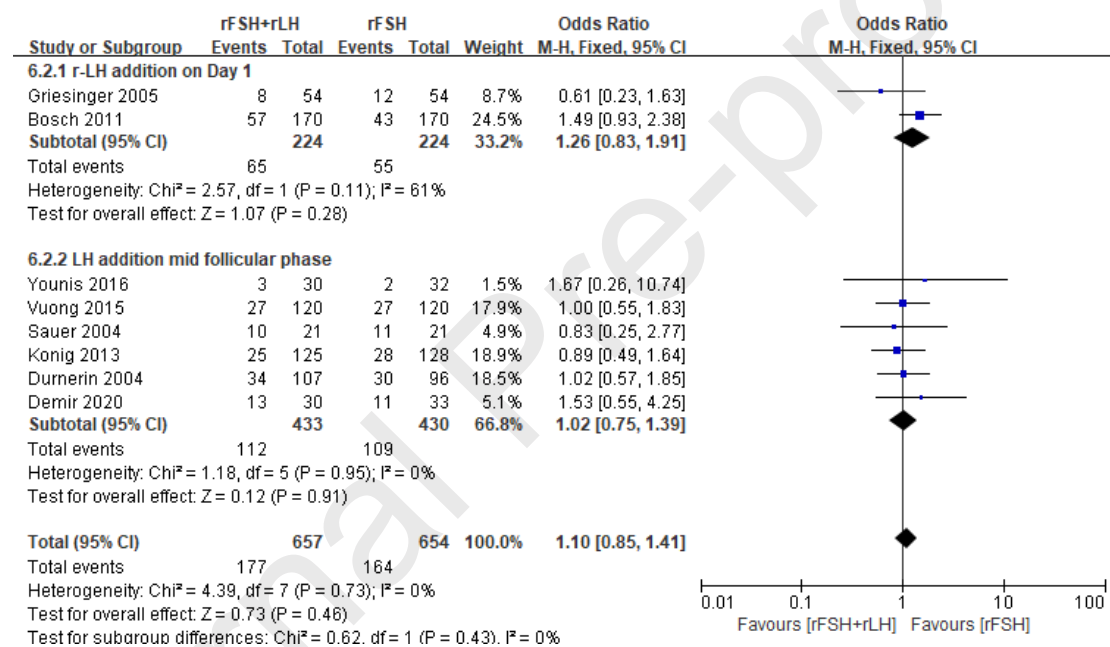 rFSH+rLH rFSH Odds Ratio Odds Ratio
Study or Subgroup Events Total Events Total Weight M-H, Fixed, 95% CI M-H, Fixed, 95% CI
6.2.1 r-LH addition on Day 1
Griesinger 2005 8 54 12 54 8.7% 0.61 [0.23, 1.63]
Bosch 2011 57 170 43 170 24.5% 1.49 [0.93, 2.38]
Subtotal (95% CI) 224 224 33.2% 1.26 [0.83, 1.91]
Total events 65 55
Heterogeneity: Chi² = 2.57, df = 1 (P = 0.11); I² = 61%
Test for overall effect: Z = 1.07 (P = 0.28)
6.2.2 LH addition mid follicular phase
Younis 2016 3 30 2 32 1.5% 1.67 [0.26, 10.74]
Vuong 2015 27 120 27 120 17.9% 1.00 [0.55, 1.83]
Sauer 2004 10 21 11 21 4.9% 0.83 [0.25, 2.77]
Konig 2013 25 125 28 128 18.9% 0.89 [0.49, 1.64]
Durnerin 2004 34 107 30 96 18.5% 1.02 [0.57, 1.85]
Demir 2020 13 30 11 33 5.1% 1.53 [0.55, 4.25]
Subtotal (95% CI) 433 430 66.8% 1.02 [0.75, 1.39]
Total events 112 109
Heterogeneity: Chi² = 1.18, df = 5 (P = 0.95); I² = 0%
Test for overall effect: Z = 0.12 (P = 0.91)
Total (95% CI) 657 654 100.0% 1.10 [0.85, 1.41]
Total events 177 164
Heterogeneity: Chi² = 4.39, df = 7 (P = 0.73); I² = 0%
Test for overall effect: Z = 0.73 (P = 0.46)
Test for subgroup differences: Chi² = 0.62, df = 1 (P = 0.43), I² = 0%
0.01 0.1 1 10 100
Favours [rFSH+rLH] Favours [rFSH]
nal Pre-pro